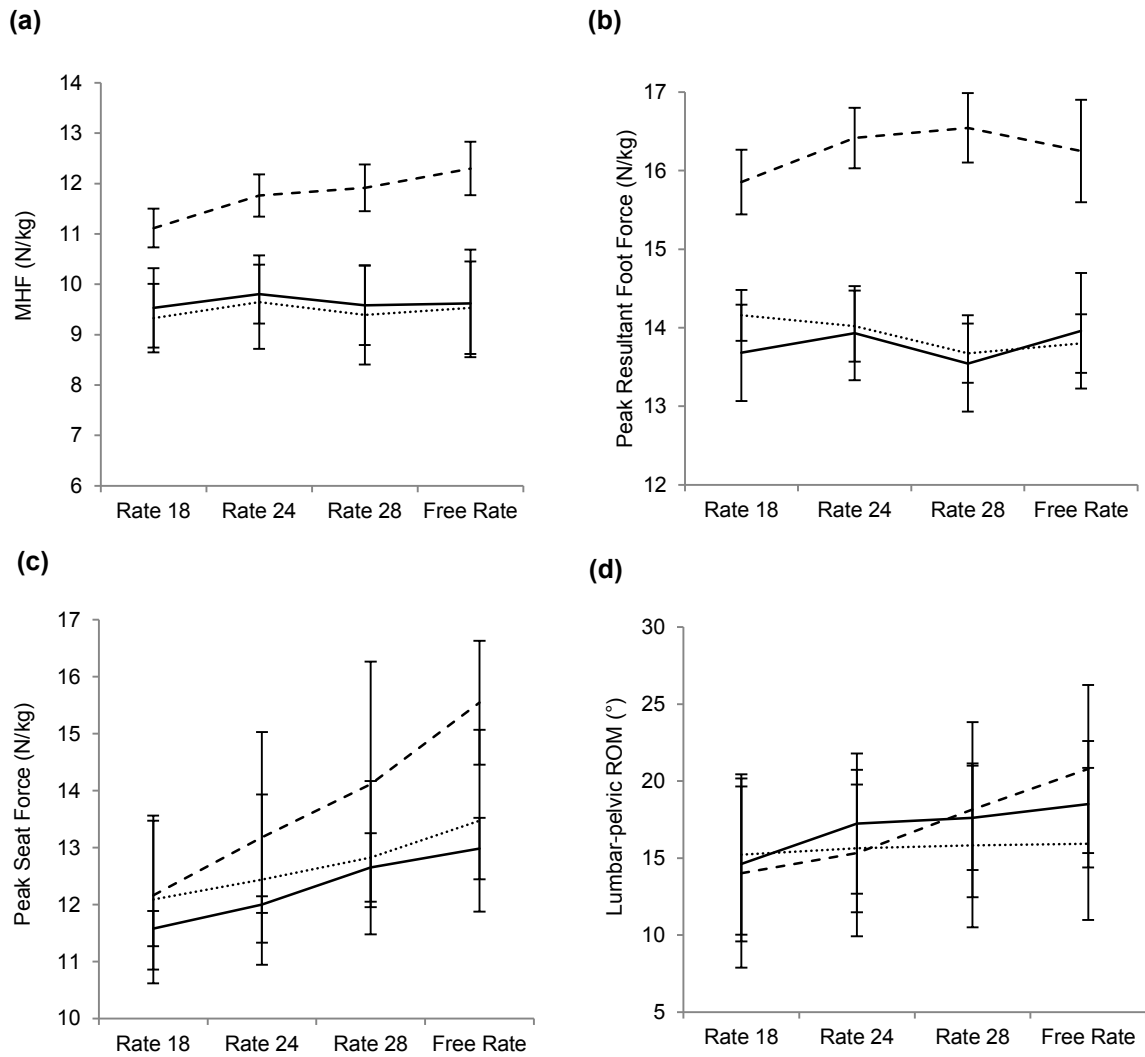 (a)
MHF (N/kg)
14
13
12
11
10
9
8
7
6
Rate 18 Rate 24 Rate 28 Free Rate
(b)
Peak Resultant Foot Force (N/kg)
17
16
15
14
13
12
Rate 18 Rate 24 Rate 28 Free Rate
(c)
Peak Seat Force (N/kg)
17
16
15
14
13
12
11
10
Rate 18 Rate 24 Rate 28 Free Rate
(d)
Lumbar-pelvic ROM (°)
30
25
20
15
10
5
Rate 18 Rate 24 Rate 28 Free Rate